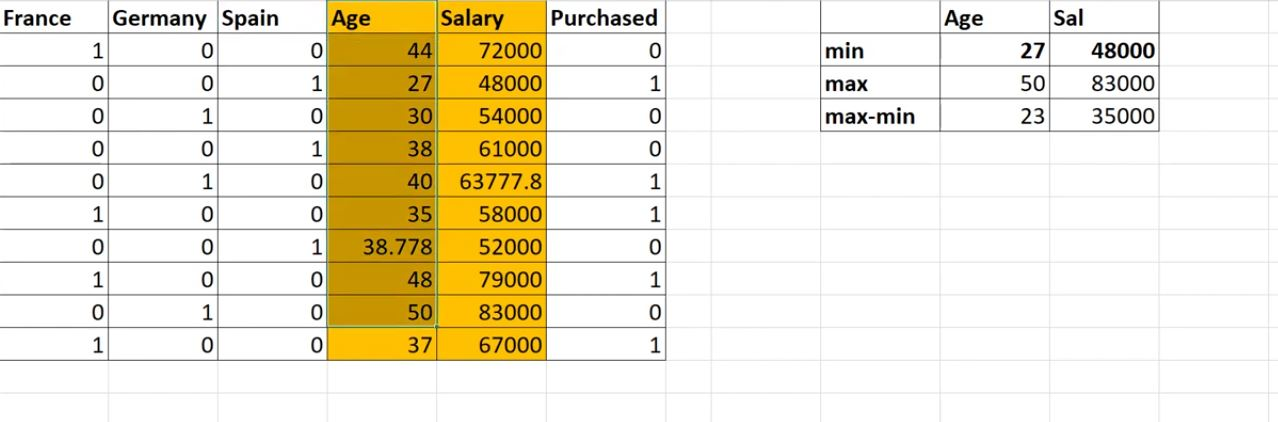 France Germany Spain Age Salary Purchased Age Sal
1 0 0 44 72000 0 min 27 48000
0 0 1 27 48000 1 max 50 83000
0 1 0 30 54000 0 max-min 23 35000
0 0 1 38 61000 0
0 1 0 40 63777.8 1
1 0 0 35 58000 1
0 0 1 38.778 52000 0
1 0 0 48 79000 1
0 1 0 50 83000 0
1 0 0 37 67000 1